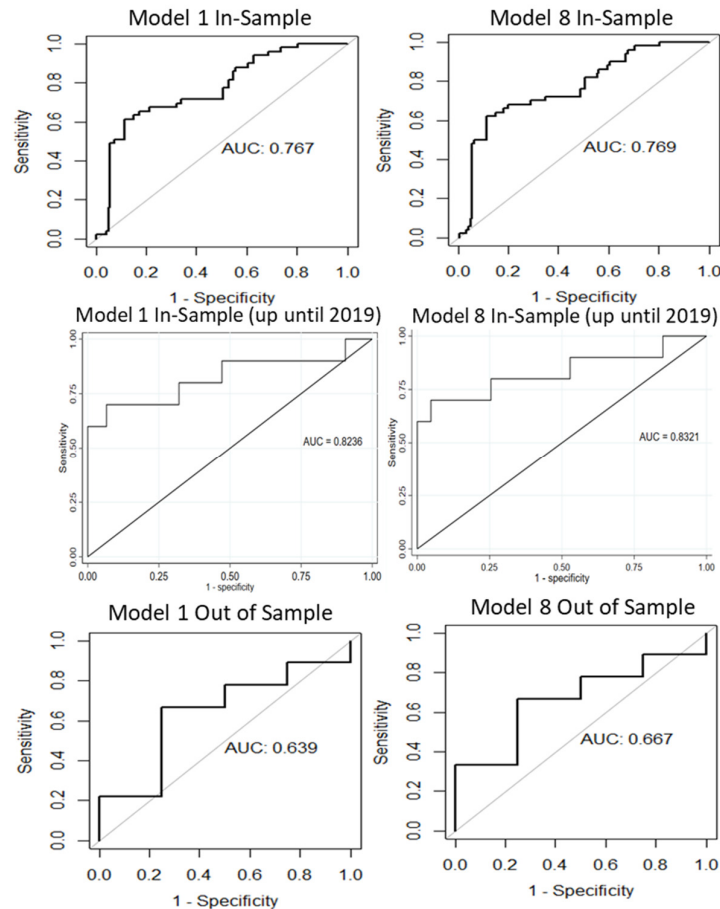 Model 1 In-Sample
Model 8 In-Sample
Sensitivity
0.0 0.2 0.4 0.6 0.8 1.0
AUC: 0.767
0.0 0.2 0.4 0.6 0.8 1.0
1 - Specificity
Sensitivity
0.0 0.2 0.4 0.6 0.8 1.0
AUC: 0.769
0.0 0.2 0.4 0.6 0.8 1.0
1 - Specificity
Model 1 In-Sample (up until 2019)
Model 8 In-Sample (up until 2019)
Sensitivity
0.00 0.25 0.50 0.75 1.00
AUC = 0.8236
0.00 0.25 0.50 0.75 1.00
1 - specificity
Sensitivity
0.00 0.25 0.50 0.75 1.00
AUC = 0.8321
0.00 0.25 0.50 0.75 1.00
1 - specificity
Model 1 Out of Sample
Model 8 Out of Sample
Sensitivity
0.0 0.2 0.4 0.6 0.8 1.0
AUC: 0.639
0.0 0.2 0.4 0.6 0.8 1.0
1 - Specificity
Sensitivity
0.0 0.2 0.4 0.6 0.8 1.0
AUC: 0.667
0.0 0.2 0.4 0.6 0.8 1.0
1 - Specificity